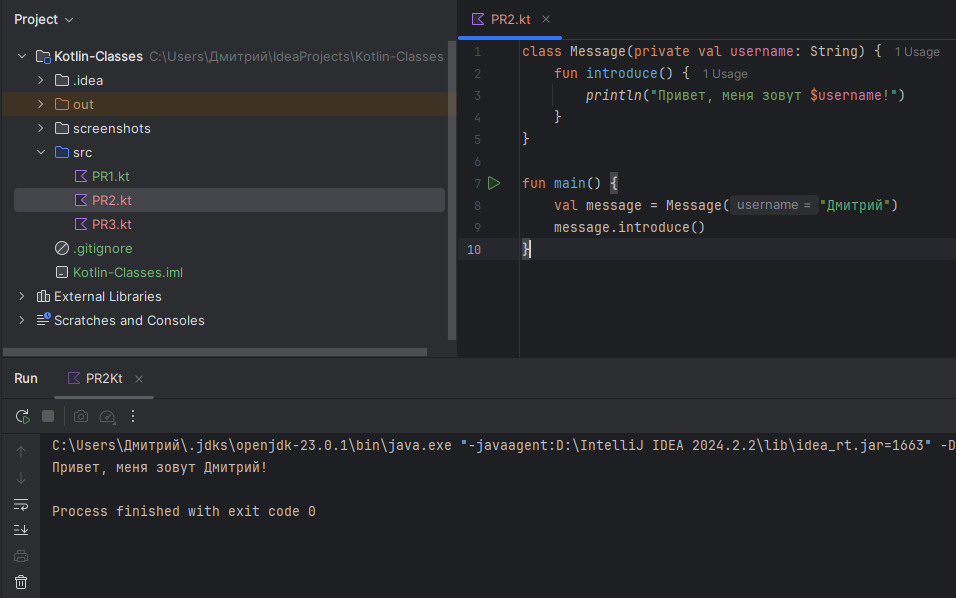 Project
Kotlin-Classes C:\Users\Дмитрий\IdeaProjects\Kotlin-Classes
.idea
out
screenshots
src
PR1.kt
PR2.kt
PR3.kt
.gitignore
Kotlin-Classes.iml
External Libraries
Scratches and Consoles
PR2.kt
1 class Message(private val username: String) { 1 Usage
2 fun introduce() { 1 Usage
3 println("Привет, меня зовут $username!")
4 }
5 }
6
7 fun main() {
8 val message = Message( username = "Дмитрий")
9 message.introduce()
10 }
Run PR2Kt
C:\Users\Дмитрий\.jdks\openjdk-23.0.1\bin\java.exe "-javaagent:D:\IntelliJ IDEA 2024.2.2\lib\idea_rt.jar=1663" -D
Привет, меня зовут Дмитрий!
Process finished with exit code 0